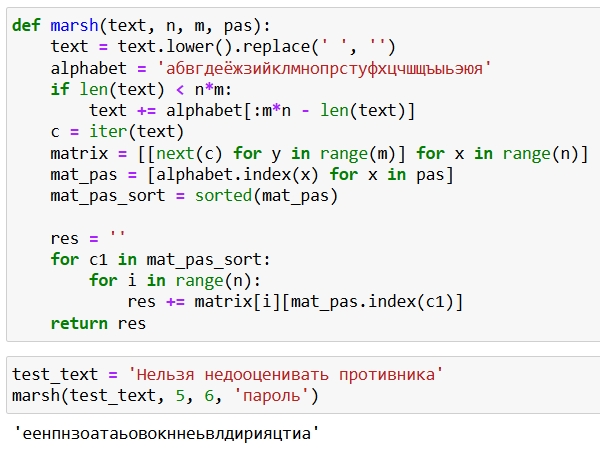 def marsh(text, n, m, pas):
    text = text.lower().replace(' ', '')
    alphabet = 'абвгдеёжзийклмнопрстуфхцчшщъыьэюя'
    if len(text) < n*m:
        text += alphabet[:m*n - len(text)]
    c = iter(text)
    matrix = [[next(c) for y in range(m)] for x in range(n)]
    mat_pas = [alphabet.index(x) for x in pas]
    mat_pas_sort = sorted(mat_pas)

    res = ''
    for c1 in mat_pas_sort:
        for i in range(n):
            res += matrix[i][mat_pas.index(c1)]
    return res
test_text = 'Нельзя недооценивать противника'
marsh(test_text, 5, 6, 'пароль')
'еенпнзоатаьовокннеьвлдирияцтиа'